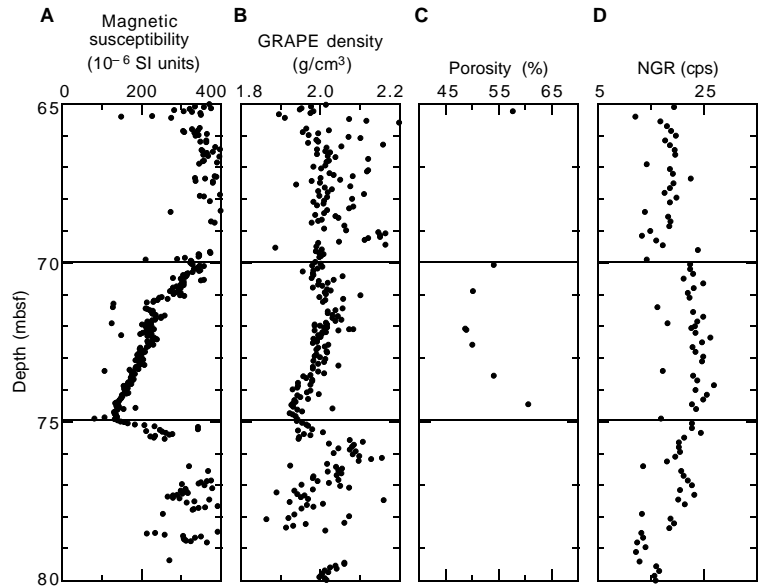 A
Magnetic
susceptibility
(10⁻⁶ SI units)
0 200 400
B
GRAPE density
(g/cm³)
1.8 2.0 2.2
C
Porosity (%)
45 55 65
D
NGR (cps)
5 25
Depth (mbsf)
65
70
75
80